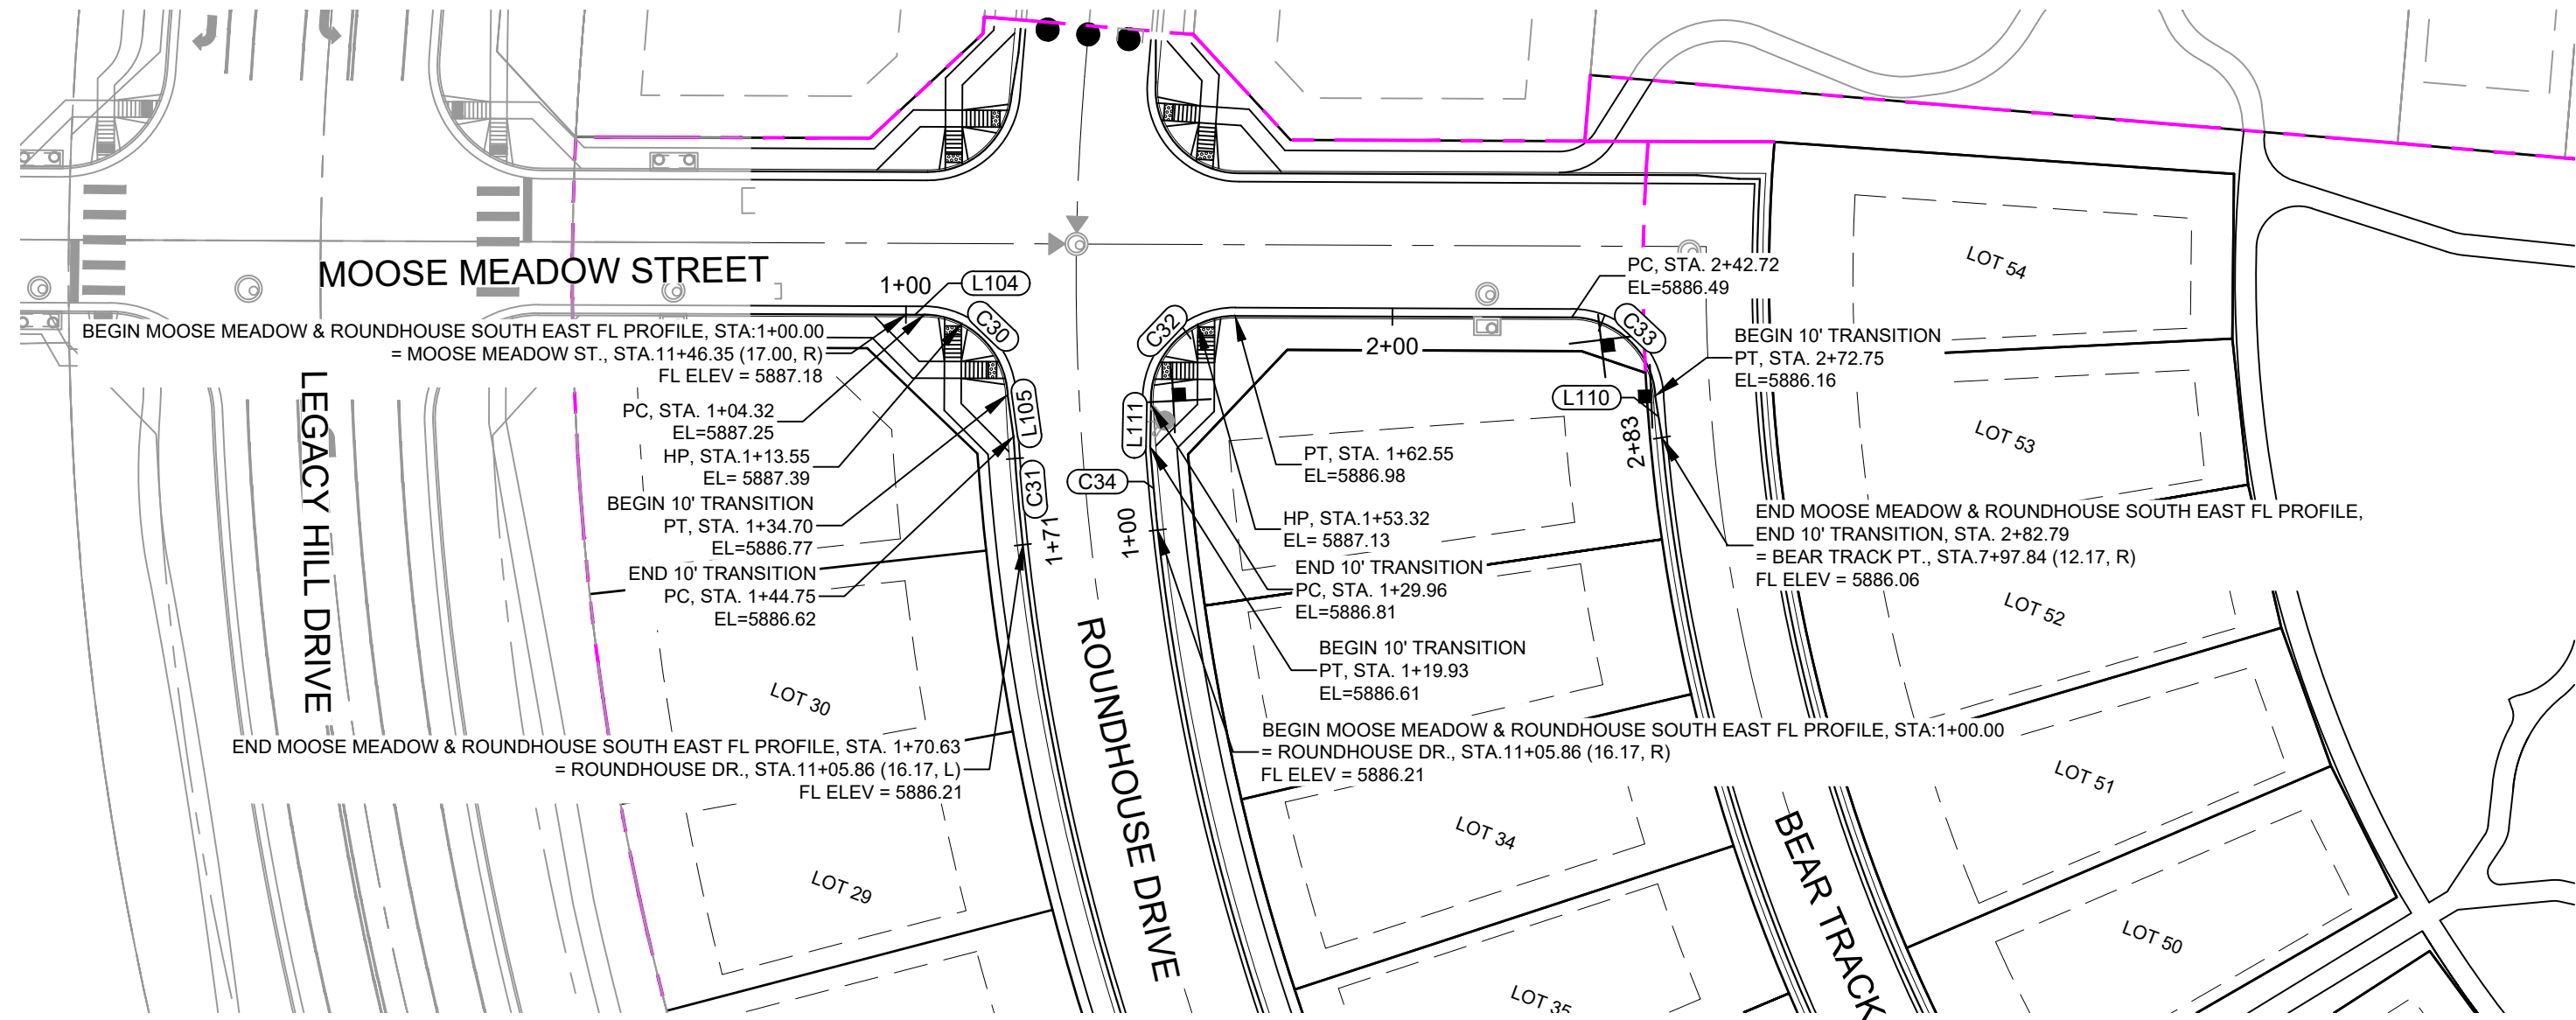 MOOSE MEADOW STREET
1+00
L104
C30
BEGIN MOOSE MEADOW & ROUNDHOUSE SOUTH EAST FL PROFILE, STA:1+00.00
= MOOSE MEADOW ST., STA.11+46.35 (17.00, R)
FL ELEV = 5887.18
PC, STA. 1+04.32
EL=5887.25
HP, STA.1+13.55
EL= 5887.39
BEGIN 10' TRANSITION
PT, STA. 1+34.70
EL=5886.77
END 10' TRANSITION
PC, STA. 1+44.75
EL=5886.62
END MOOSE MEADOW & ROUNDHOUSE SOUTH EAST FL PROFILE, STA. 1+70.63
= ROUNDHOUSE DR., STA.11+05.86 (16.17, L)
FL ELEV = 5886.21
LEGACY HILL DRIVE
L105
C31
1+71
LOT 30
LOT 29
ROUNDHOUSE DRIVE
C32
L111
C34
1+00
2+00
PT, STA. 1+62.55
EL=5886.98
HP, STA.1+53.32
EL= 5887.13
END 10' TRANSITION
PC, STA. 1+29.96
EL=5886.81
BEGIN 10' TRANSITION
PT, STA. 1+19.93
EL=5886.61
BEGIN MOOSE MEADOW & ROUNDHOUSE SOUTH EAST FL PROFILE, STA:1+00.00
= ROUNDHOUSE DR., STA.11+05.86 (16.17, R)
FL ELEV = 5886.21
PC, STA. 2+42.72
EL=5886.49
C33
L110
2+83
BEGIN 10' TRANSITION
PT, STA. 2+72.75
EL=5886.16
END MOOSE MEADOW & ROUNDHOUSE SOUTH EAST FL PROFILE,
END 10' TRANSITION, STA. 2+82.79
= BEAR TRACK PT., STA.7+97.84 (12.17, R)
FL ELEV = 5886.06
LOT 54
LOT 53
LOT 52
LOT 51
LOT 50
LOT 34
LOT 35
BEAR TRACK